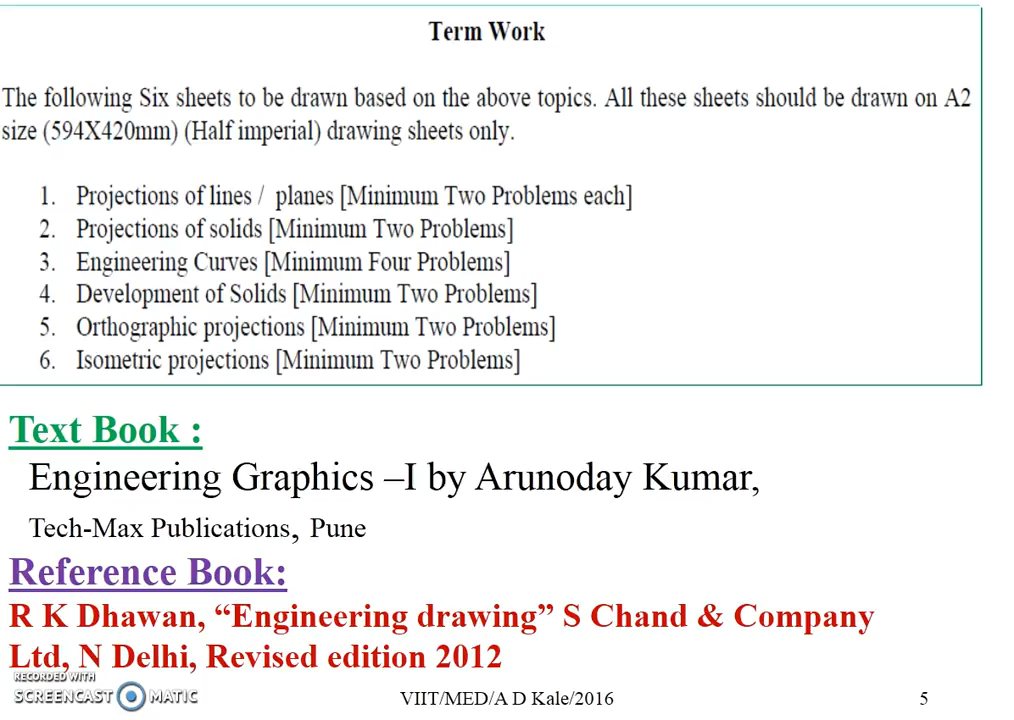 Term Work
The following Six sheets to be drawn based on the above topics. All these sheets should be drawn on A2
size (594X420mm) (Half imperial) drawing sheets only.
1. Projections of lines / planes [Minimum Two Problems each]
2. Projections of solids [Minimum Two Problems]
3. Engineering Curves [Minimum Four Problems]
4. Development of Solids [Minimum Two Problems]
5. Orthographic projections [Minimum Two Problems]
6. Isometric projections [Minimum Two Problems]
Text Book :
Engineering Graphics –I by Arunoday Kumar,
Tech-Max Publications, Pune
Reference Book:
R K Dhawan, “Engineering drawing” S Chand & Company
Ltd, N Delhi, Revised edition 2012
RECORDED WITH
SCREENCAST MATIC
VIIT/MED/A D Kale/2016
5